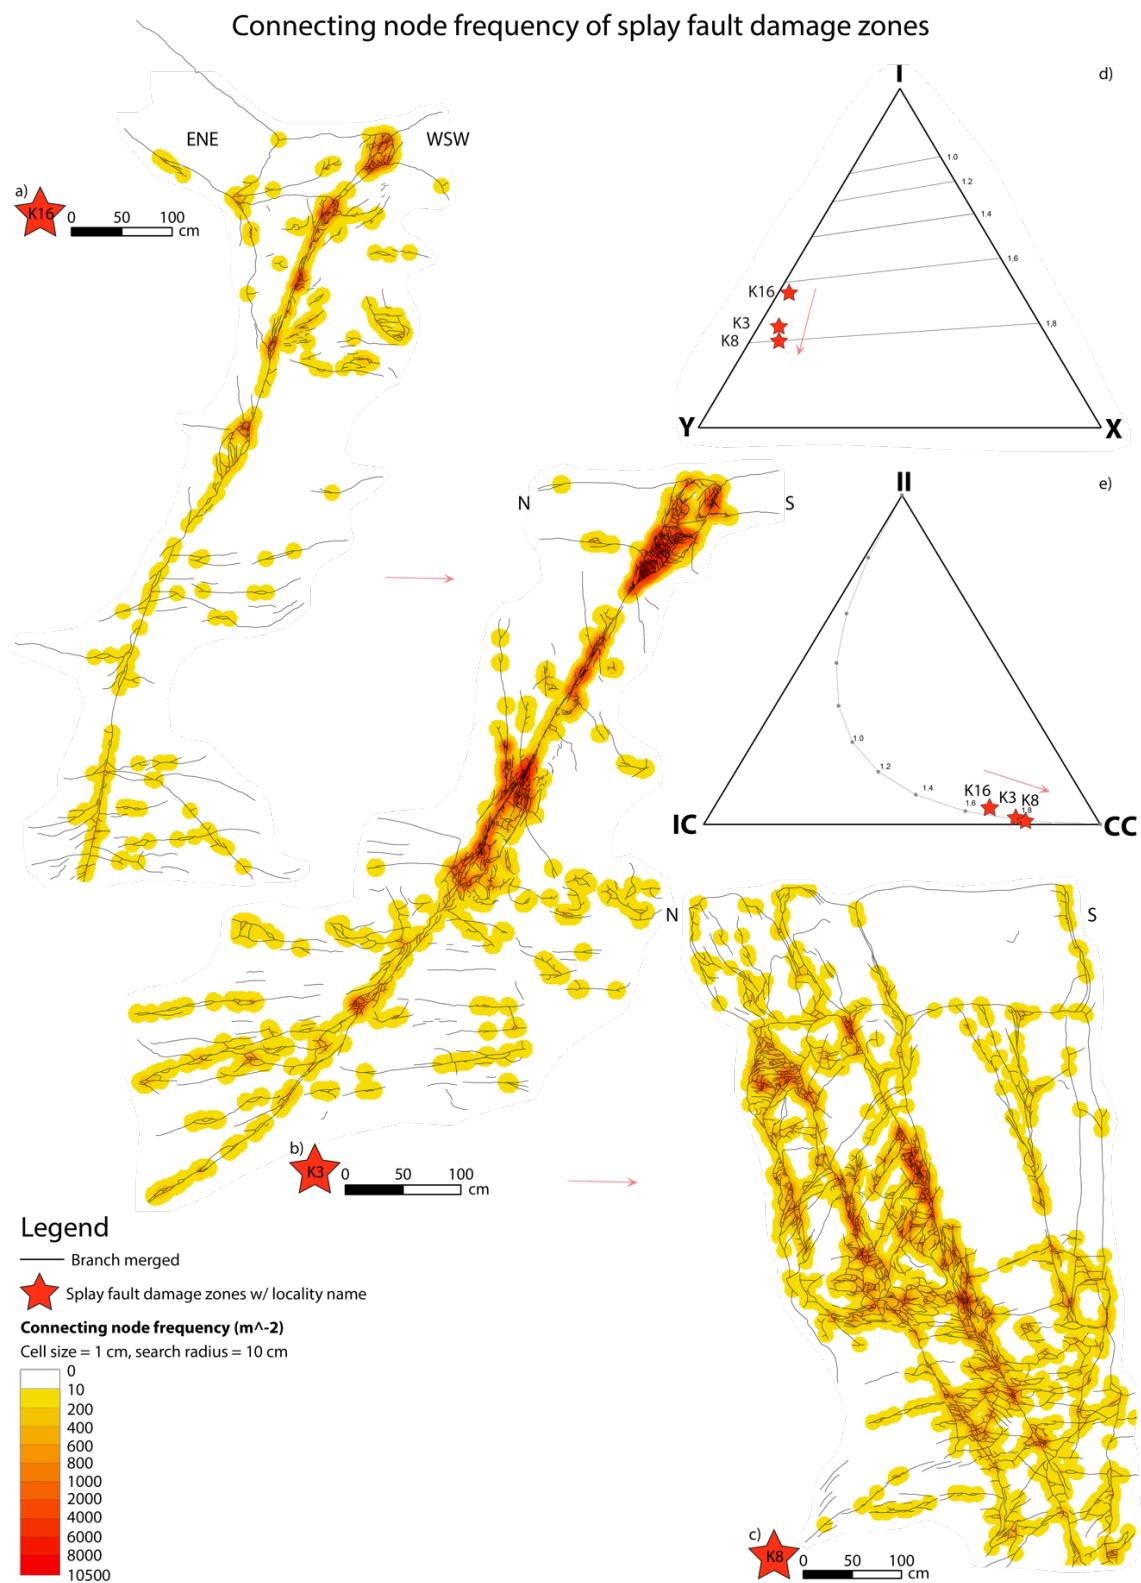 Connecting node frequency of splay fault damage zones
ENE
WSW
a)
K16
0 50 100
cm
d)
I
1.0
1.2
1.4
1.6
1,8
K16
K3
K8
Y
X
N
S
e)
II
1.0
1.2
1.4
1.6
1.8
K16
K3
K8
IC
CC
N
S
b)
K3
0 50 100
cm
Legend
Branch merged
Splay fault damage zones w/ locality name
Connecting node frequency (m^-2)
Cell size = 1 cm, search radius = 10 cm
0
10
200
400
600
800
1000
2000
4000
6000
8000
10500
c)
K8
0 50 100
cm